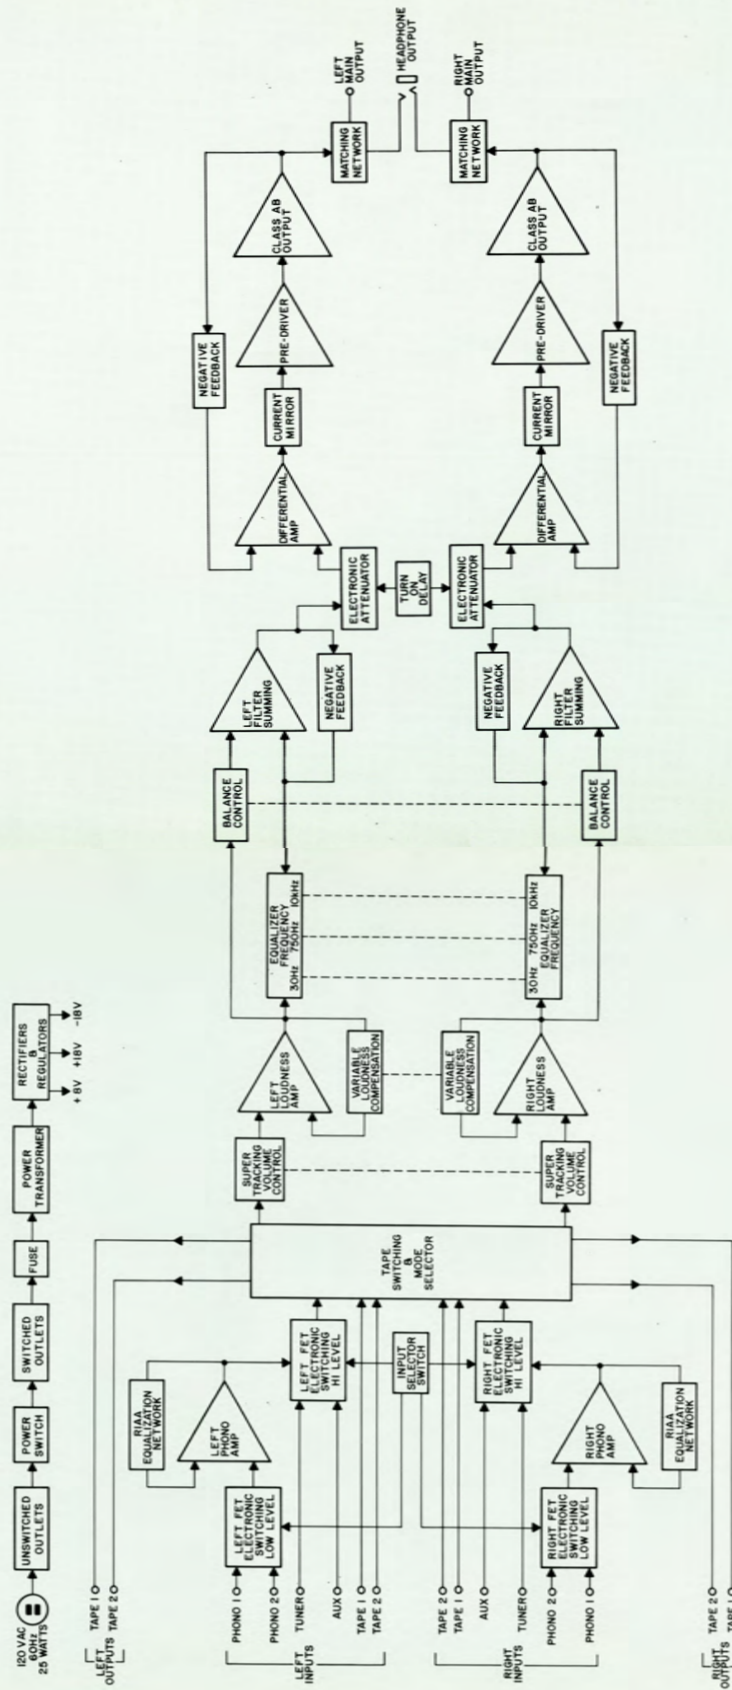 120 VAC
60Hz
25 WATTS
UNSWITCHED
OUTLETS
POWER
SWITCH
SWITCHED
OUTLETS
FUSE
POWER
TRANSFORMER
RECTIFIERS
&
REGULATORS
+8V
+18V
-18V
TAPE 1
TAPE 2
LEFT
OUTPUTS
PHONO 1
PHONO 2
TUNER
AUX
TAPE 1
TAPE 2
LEFT
INPUTS
TAPE 2
TAPE 1
AUX
TUNER
PHONO 2
PHONO 1
RIGHT
INPUTS
TAPE 2
TAPE 1
RIGHT
OUTPUTS
LEFT FET
ELECTRONIC
SWITCHING
LOW LEVEL
RIAA
EQUALIZATION
NETWORK
LEFT
PHONO
AMP
LEFT FET
ELECTRONIC
SWITCHING
HI LEVEL
INPUT
SELECTOR
SWITCH
RIGHT FET
ELECTRONIC
SWITCHING
HI LEVEL
RIGHT
PHONO
AMP
RIAA
EQUALIZATION
NETWORK
RIGHT FET
ELECTRONIC
SWITCHING
LOW LEVEL
TAPE
SWITCHING
&
MODE
SELECTOR
SUPER
TRACKING
VOLUME
CONTROL
SUPER
TRACKING
VOLUME
CONTROL
LEFT
LOUDNESS
AMP
VARIABLE
LOUDNESS
COMPENSATION
VARIABLE
LOUDNESS
COMPENSATION
RIGHT
LOUDNESS
AMP
EQUALIZER
FREQUENCY
30Hz 750Hz 10kHz
30Hz 750Hz 10kHz
EQUALIZER
FREQUENCY
BALANCE
CONTROL
BALANCE
CONTROL
LEFT
FILTER
SUMMING
NEGATIVE
FEEDBACK
NEGATIVE
FEEDBACK
RIGHT
FILTER
SUMMING
ELECTRONIC
ATTENUATOR
TURN
ON
DELAY
ELECTRONIC
ATTENUATOR
DIFFERENTIAL
AMP
DIFFERENTIAL
AMP
CURRENT
MIRROR
CURRENT
MIRROR
NEGATIVE
FEEDBACK
PRE-DRIVER
PRE-DRIVER
NEGATIVE
FEEDBACK
CLASS AB
OUTPUT
CLASS AB
OUTPUT
MATCHING
NETWORK
MATCHING
NETWORK
LEFT
MAIN
OUTPUT
HEADPHONE
OUTPUT
RIGHT
MAIN
OUTPUT